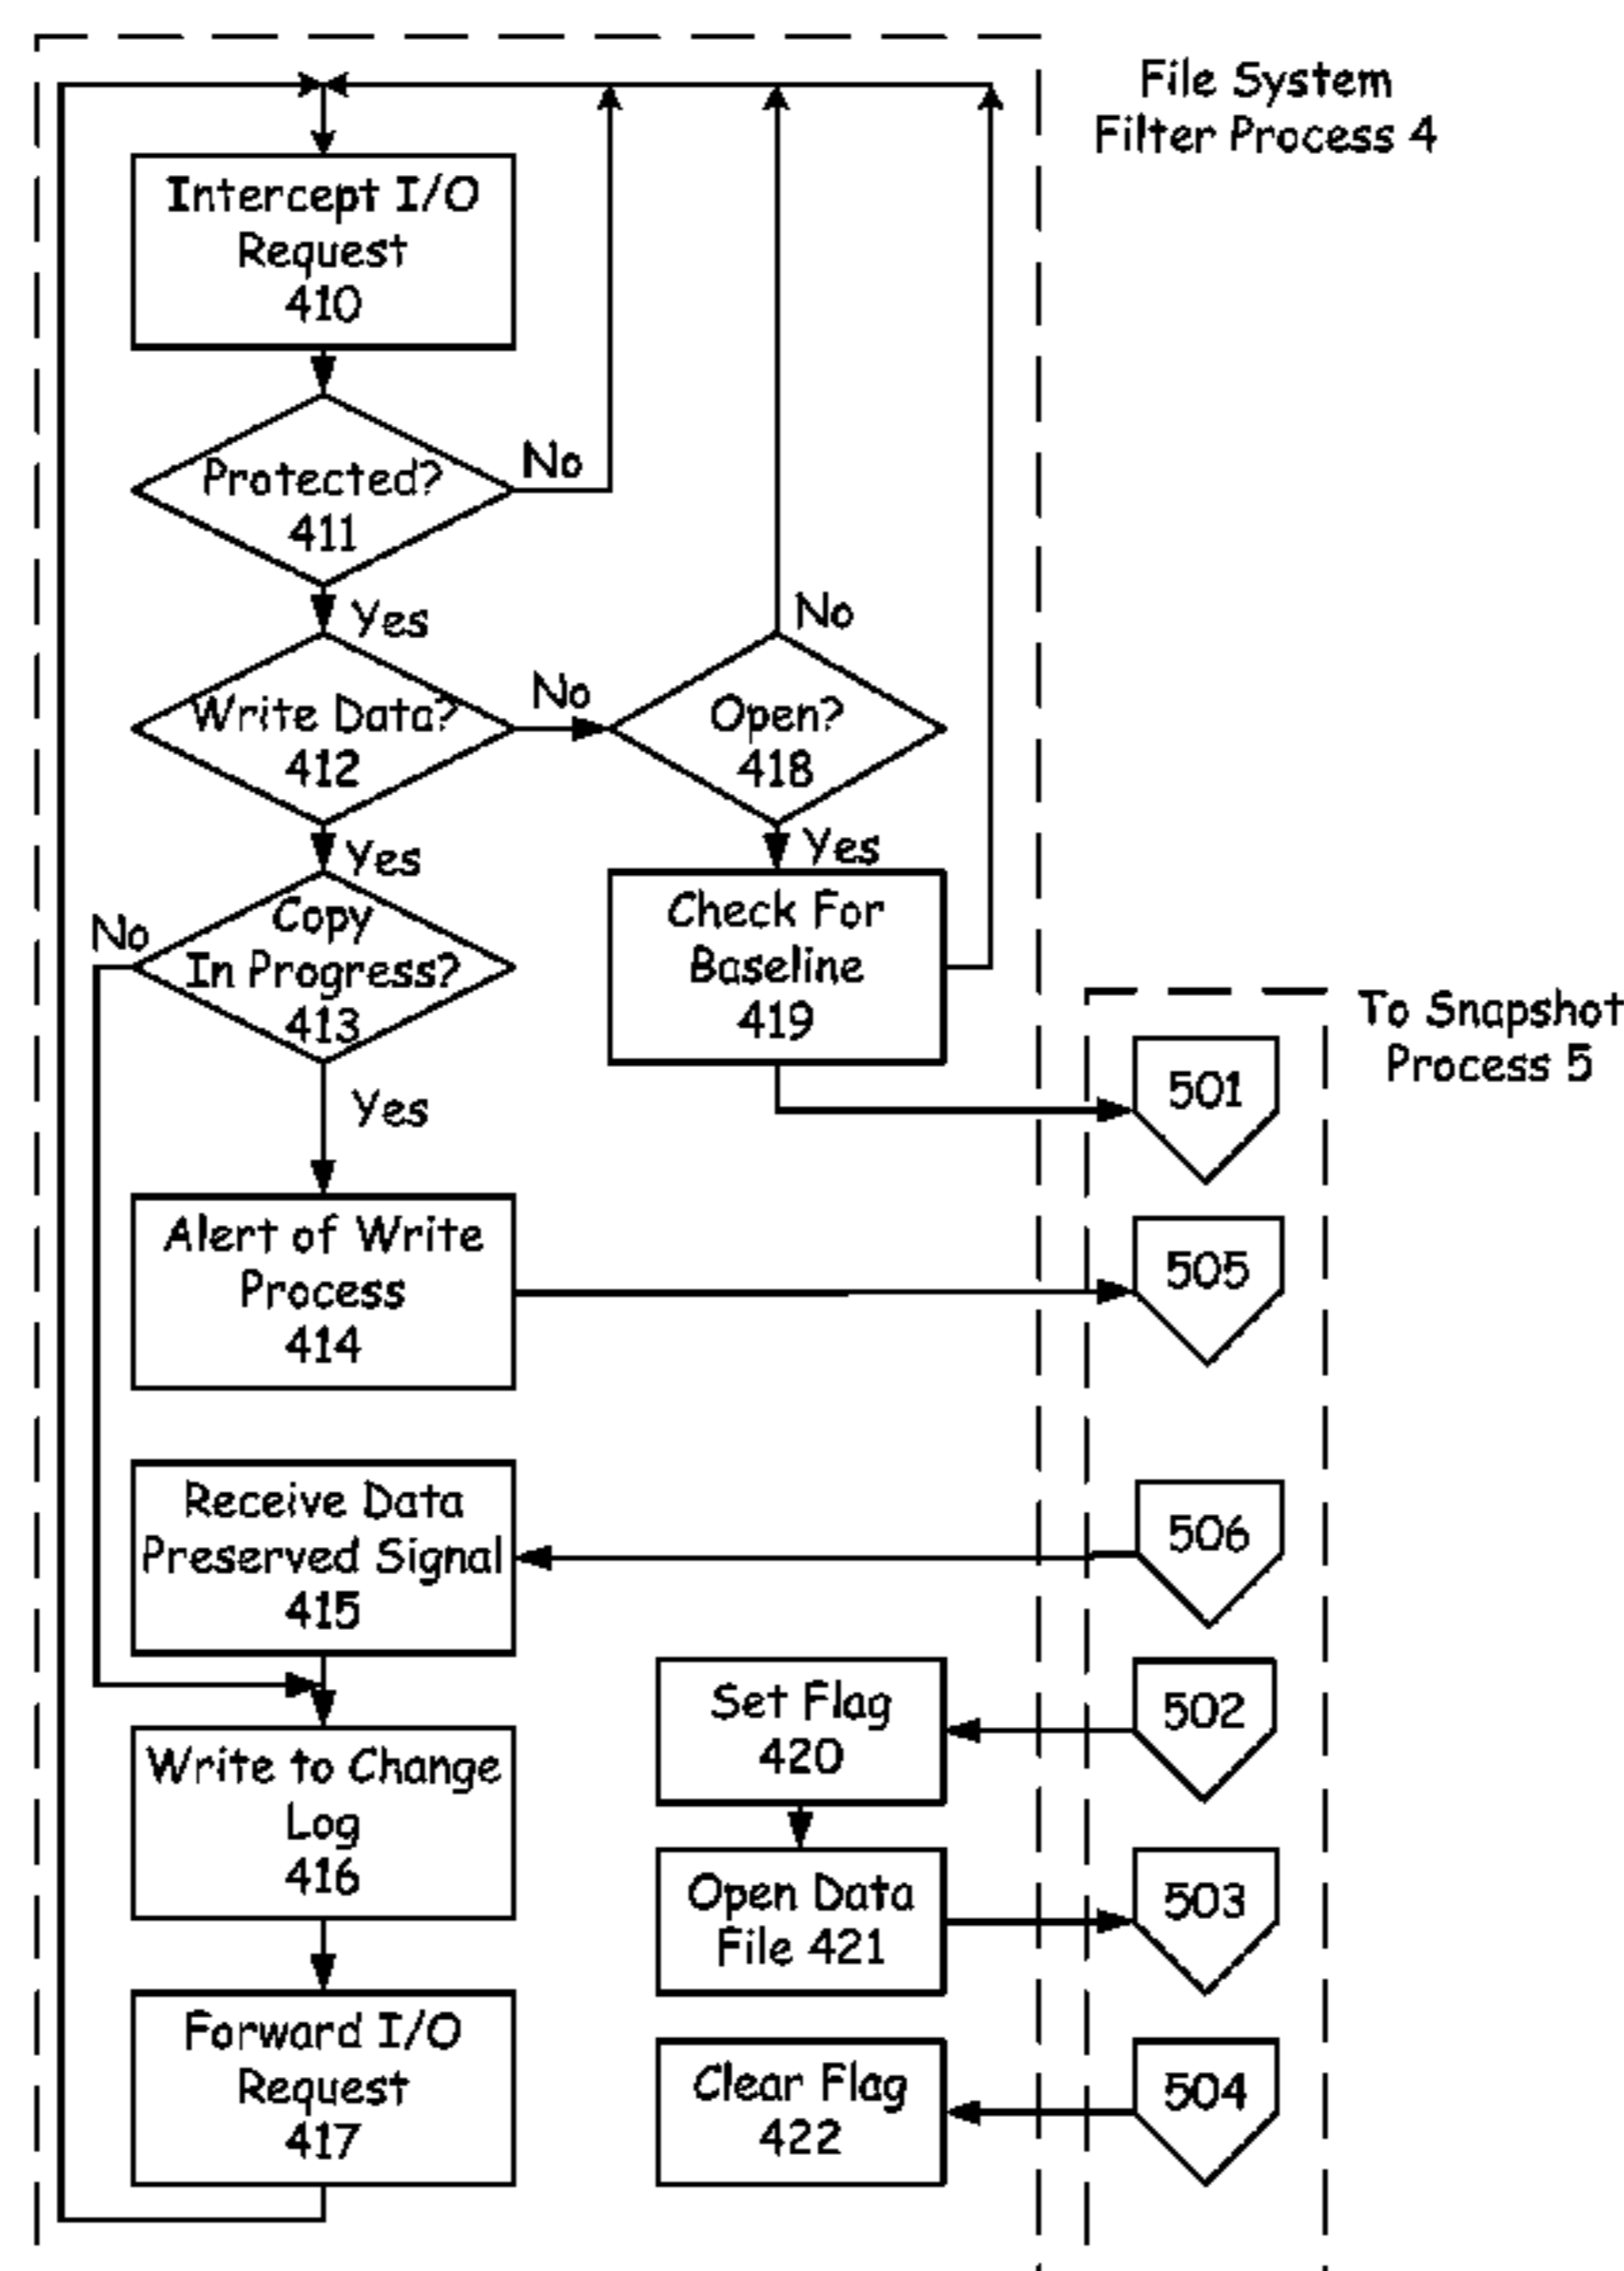 File System
Filter Process 4
Intercept I/O
Request
410
Protected?
411
No
Yes
Write Data?
412
No
Open?
418
No
Yes
Yes
Copy
In Progress?
413
No
Check For
Baseline
419
To Snapshot
Process 5
501
Yes
Alert of Write
Process
414
505
Receive Data
Preserved Signal
415
506
Set Flag
420
502
Write to Change
Log
416
Open Data
File 421
503
Forward I/O
Request
417
Clear Flag
422
504